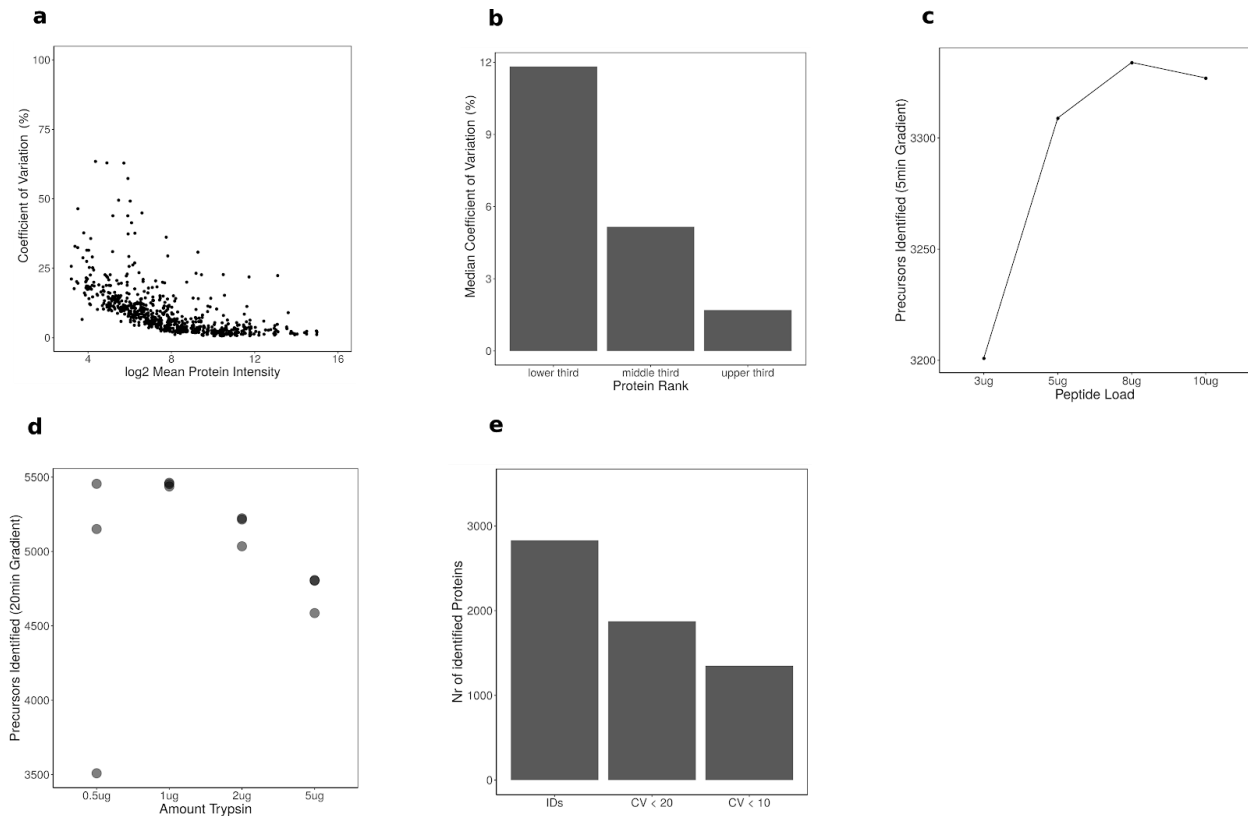 a
100
75
50
25
0
Coefficient of Variation (%)
4 8 12 16
log2 Mean Protein Intensity
b
12
9
6
3
0
Median Coefficient of Variation (%)
lower third middle third upper third
Protein Rank
c
3300
3250
3200
Precursors Identified (5min Gradient)
3ug 5ug 8ug 10ug
Peptide Load
d
5500
5000
4500
4000
3500
Precursors Identified (20min Gradient)
0.5ug 1ug 2ug 5ug
Amount Trypsin
e
3000
2000
1000
0
Nr of identified Proteins
IDs CV < 20 CV < 10